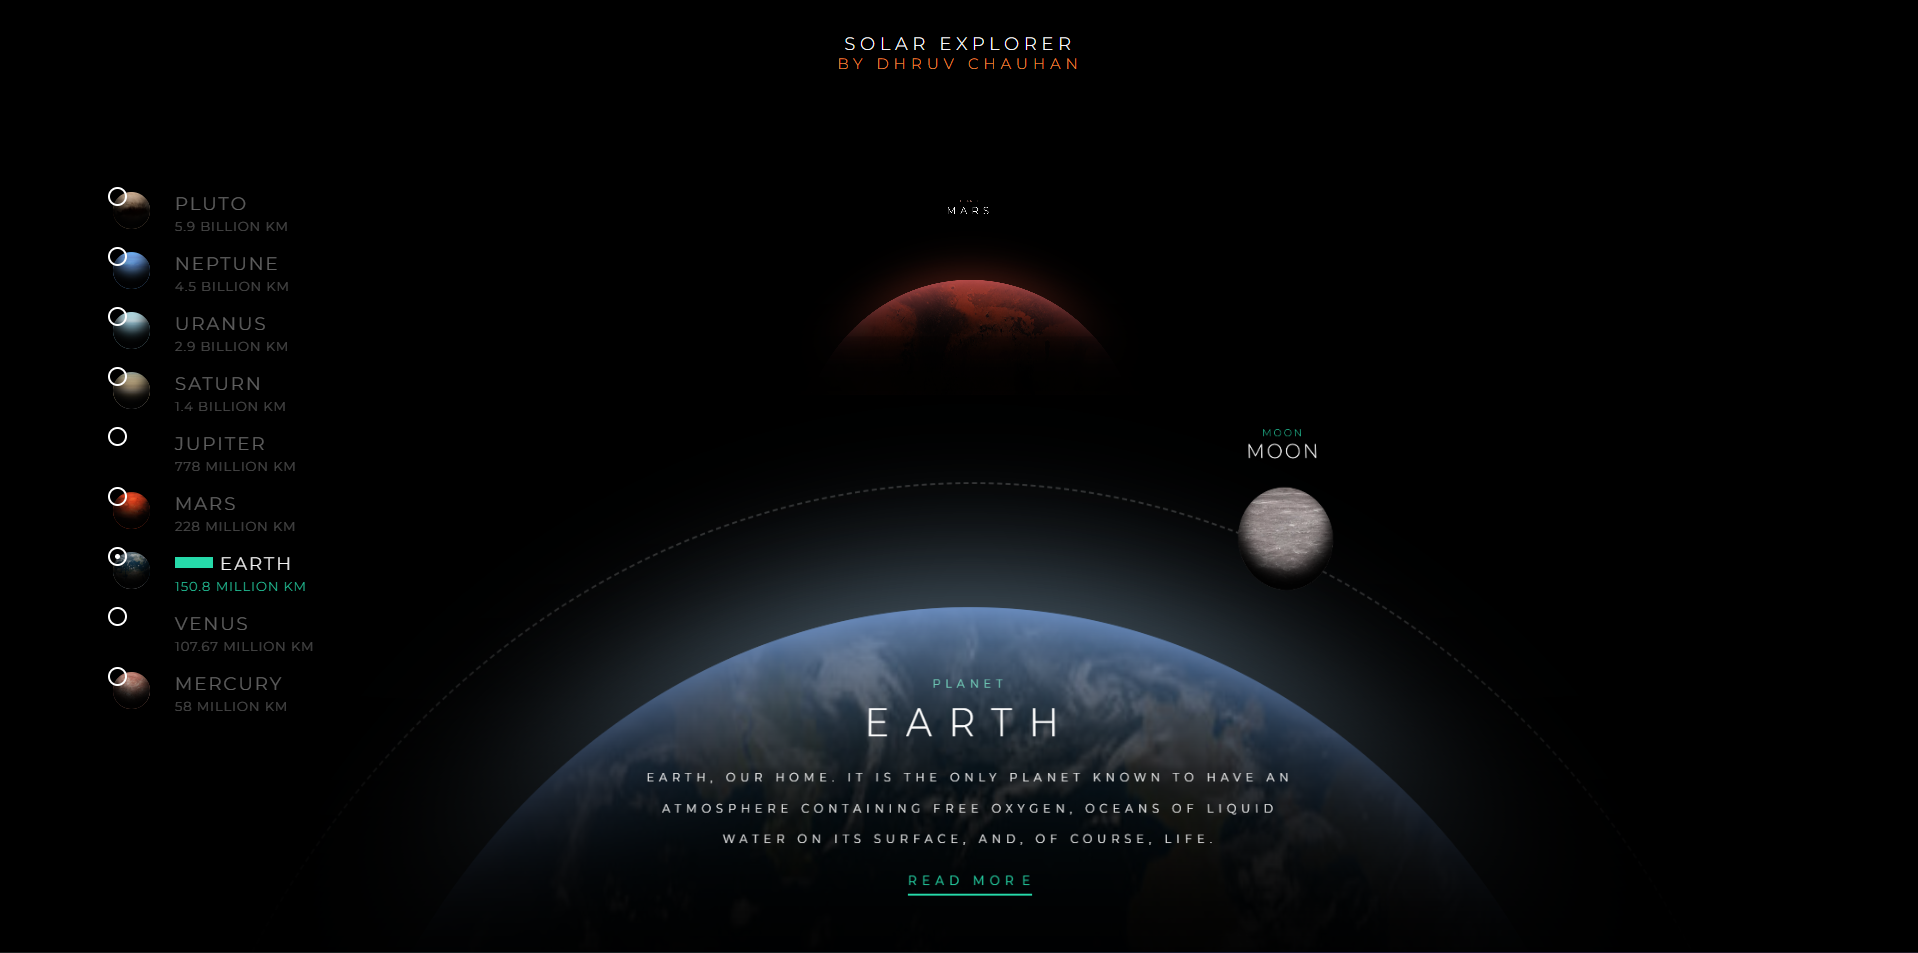 SOLAR EXPLORER
BY DHRUV CHAUHAN
PLUTO
5.9 BILLION KM
NEPTUNE
4.5 BILLION KM
URANUS
2.9 BILLION KM
SATURN
1.4 BILLION KM
JUPITER
778 MILLION KM
MARS
228 MILLION KM
EARTH
150.8 MILLION KM
VENUS
107.67 MILLION KM
MERCURY
58 MILLION KM
MARS
MOON
MOON
PLANET
EARTH
EARTH, OUR HOME. IT IS THE ONLY PLANET KNOWN TO HAVE AN
ATMOSPHERE CONTAINING FREE OXYGEN, OCEANS OF LIQUID
WATER ON ITS SURFACE, AND, OF COURSE, LIFE.
READ MORE